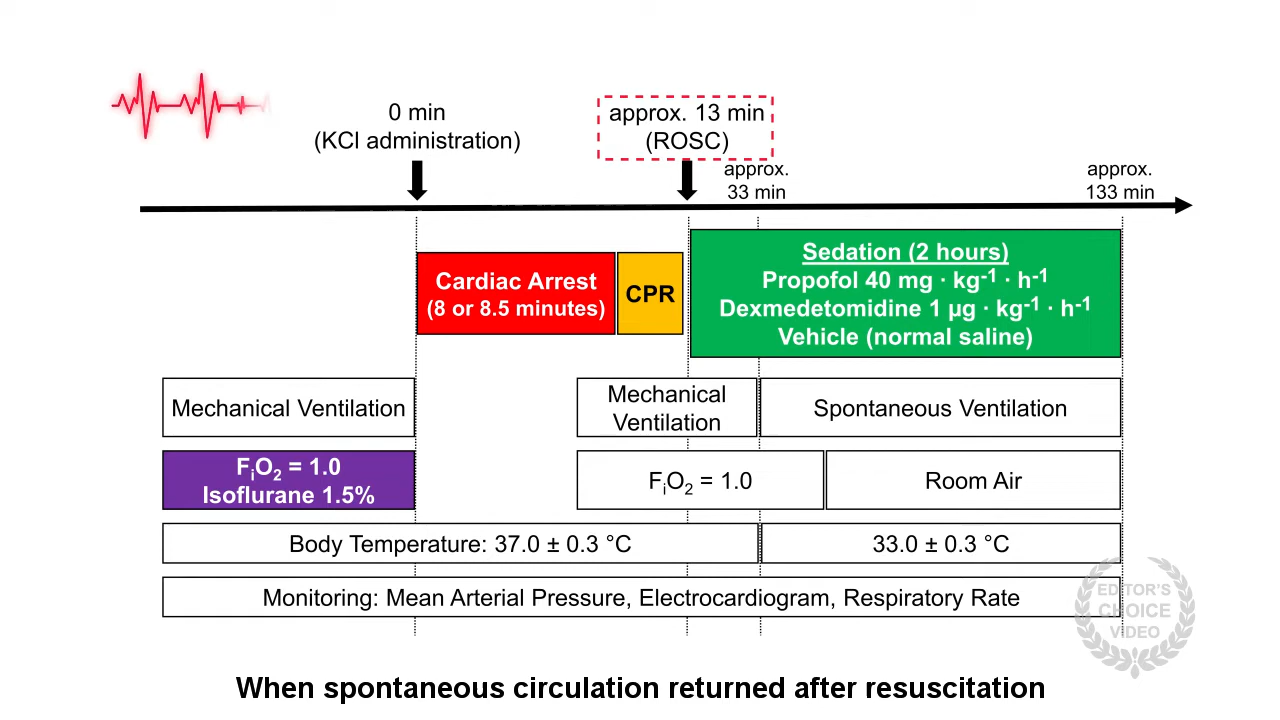 0 min
(KCl administration)
approx. 13 min
(ROSC)
approx.
33 min
approx.
133 min
Cardiac Arrest
(8 or 8.5 minutes)
CPR
Sedation (2 hours)
Propofol 40 mg · kg⁻¹ · h⁻¹
Dexmedetomidine 1 µg · kg⁻¹ · h⁻¹
Vehicle (normal saline)
Mechanical Ventilation
Mechanical
Ventilation
Spontaneous Ventilation
FᵢO₂ = 1.0
Isoflurane 1.5%
FᵢO₂ = 1.0
Room Air
Body Temperature: 37.0 ± 0.3 °C
33.0 ± 0.3 °C
Monitoring: Mean Arterial Pressure, Electrocardiogram, Respiratory Rate
EDITOR'S
CHOICE
VIDEO
When spontaneous circulation returned after resuscitation